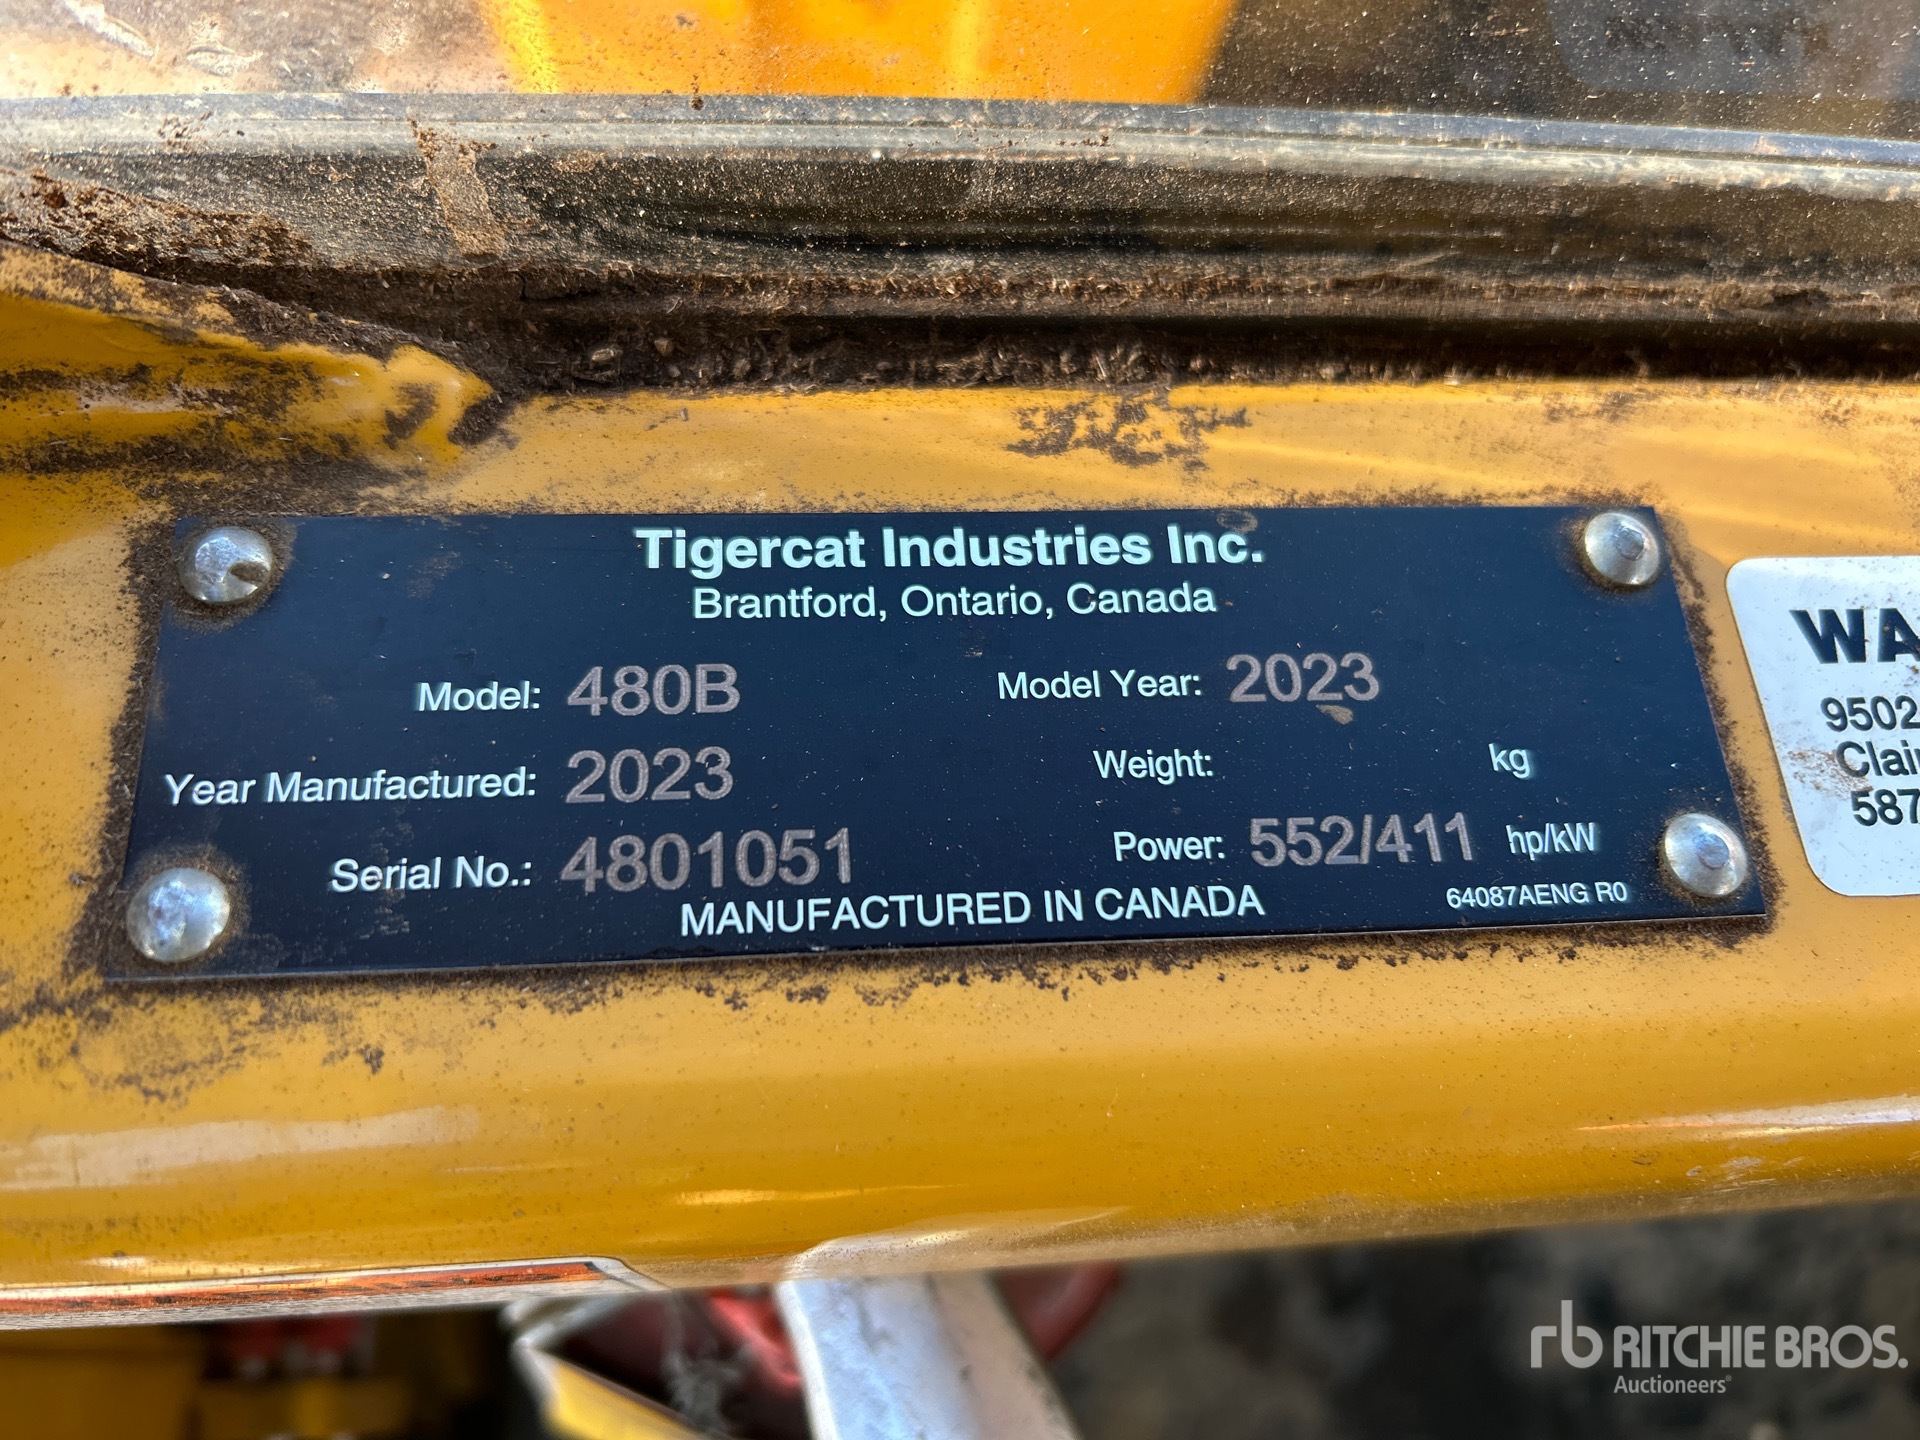 Tigercat Industries Inc.
Brantford, Ontario, Canada
Model: 480B Model Year: 2023
Year Manufactured: 2023 Weight: kg
Serial No.: 4801051 Power: 552/411 hp/kW
MANUFACTURED IN CANADA 64087AENG R0
WA
9502
Clai
587
rb RITCHIE BROS.
Auctioneers